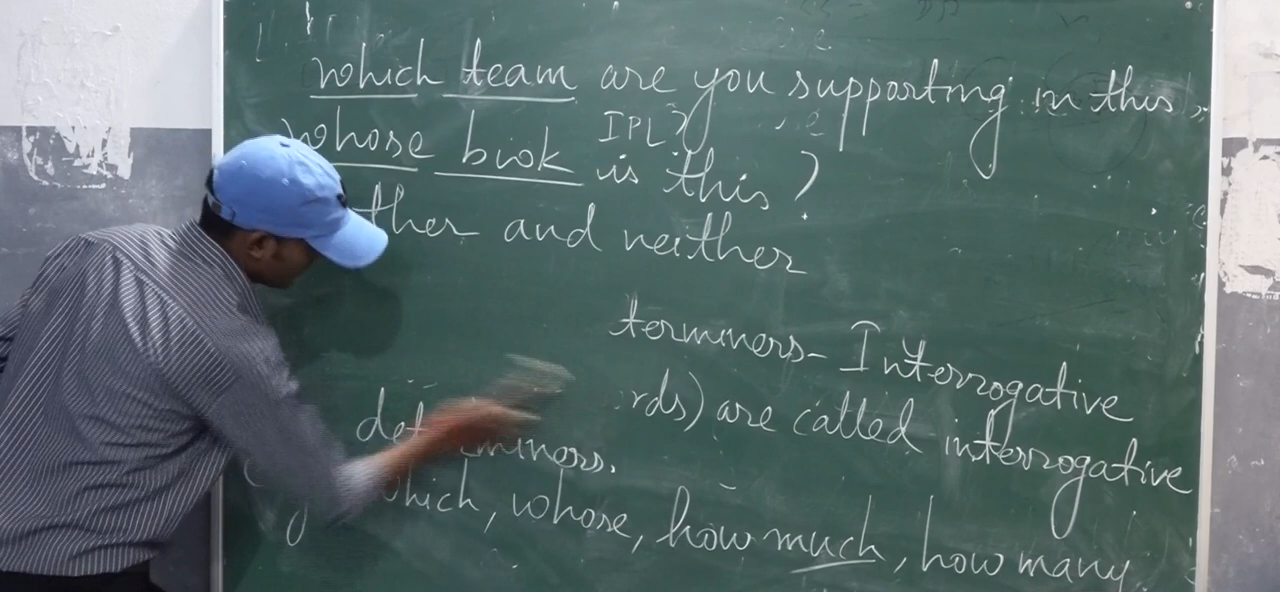 which team are you supporting in this
IPL?
whose book is this?
ther and neither
terminers- Interrogative
rds) are called interrogative
det minors.
which, whose, how much, how many